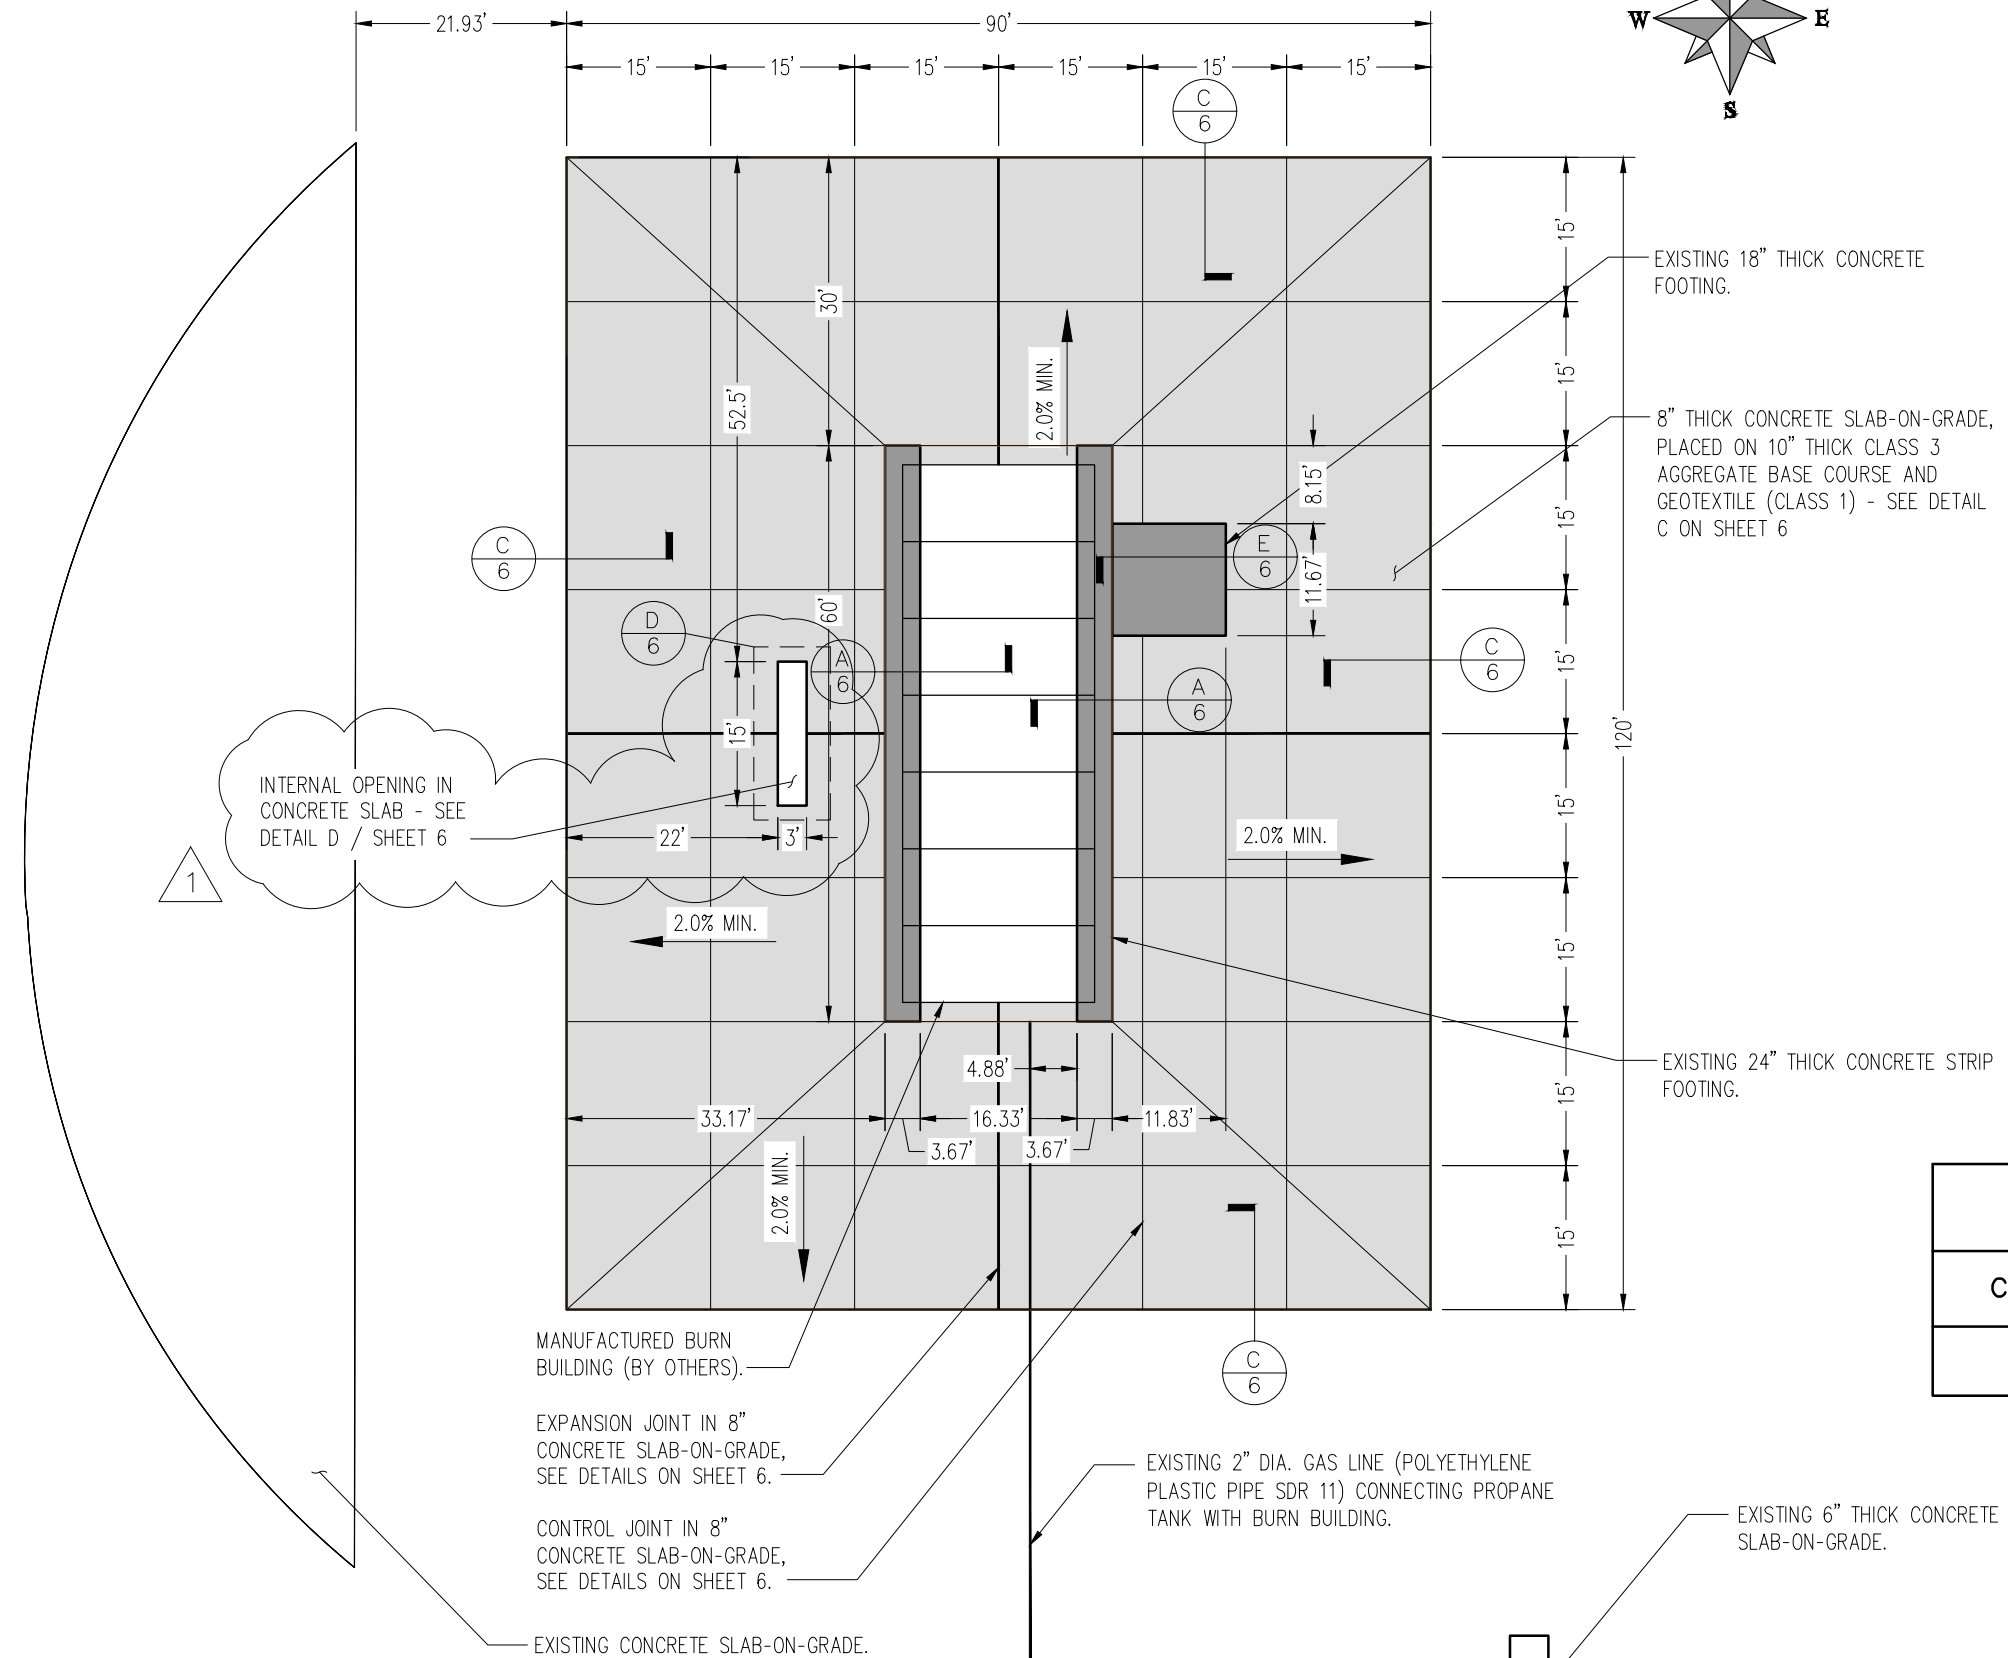 21.93'
90'
15' 15' 15' 15' 15' 15'
W E
S
C
6
15'
15'
15'
15'
15'
15'
15'
15'
120'
30'
52.5'
60'
15'
2.0% MIN.
8.15'
11.67'
EXISTING 18" THICK CONCRETE
FOOTING.
8" THICK CONCRETE SLAB-ON-GRADE,
PLACED ON 10" THICK CLASS 3
AGGREGATE BASE COURSE AND
GEOTEXTILE (CLASS 1) - SEE DETAIL
C ON SHEET 6
C
6
E
6
D
6
A
6
C
6
A
6
INTERNAL OPENING IN
CONCRETE SLAB - SEE
DETAIL D / SHEET 6
22' 3'
2.0% MIN.
1
2.0% MIN.
EXISTING 24" THICK CONCRETE STRIP
FOOTING.
4.88'
33.17' 16.33' 11.83'
3.67' 3.67'
2.0% MIN.
C
MANUFACTURED BURN
BUILDING (BY OTHERS).
C
6
EXPANSION JOINT IN 8"
CONCRETE SLAB-ON-GRADE,
SEE DETAILS ON SHEET 6.
EXISTING 2" DIA. GAS LINE (POLYETHYLENE
PLASTIC PIPE SDR 11) CONNECTING PROPANE
TANK WITH BURN BUILDING.
CONTROL JOINT IN 8"
CONCRETE SLAB-ON-GRADE,
SEE DETAILS ON SHEET 6.
EXISTING 6" THICK CONCRETE
SLAB-ON-GRADE.
EXISTING CONCRETE SLAB-ON-GRADE.